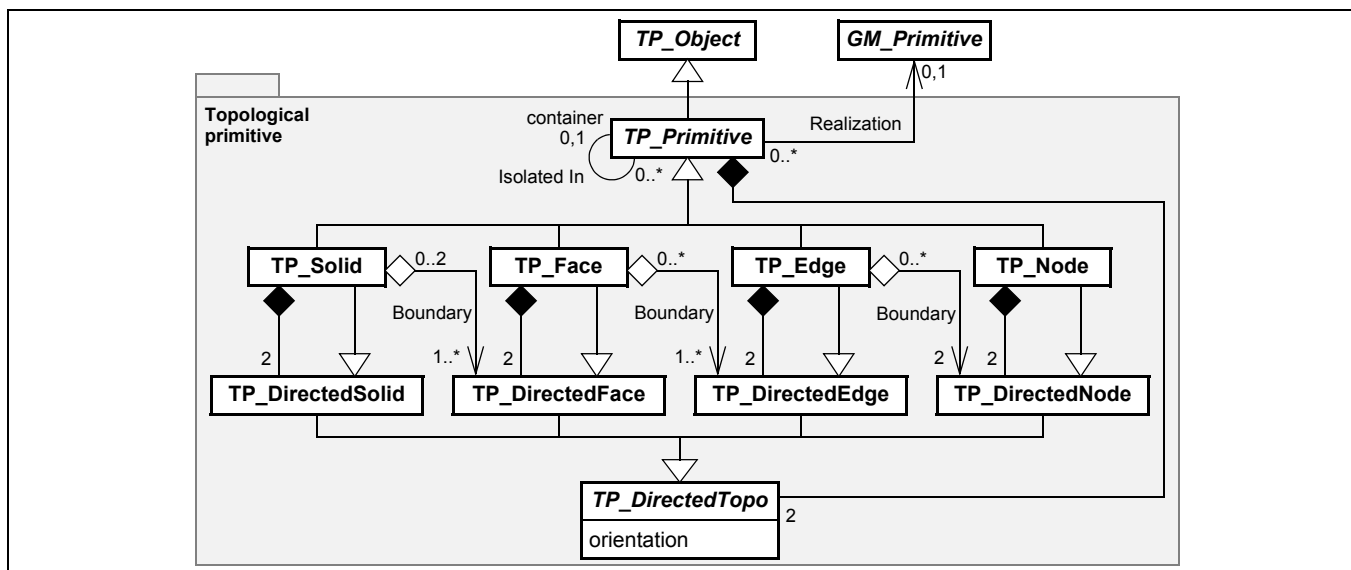 TP_Object
GM_Primitive
0,1
Topological
primitive
container
0,1
TP_Primitive
Realization
0..*
Isolated In
0..*
TP_Solid
0..2
TP_Face
0..*
TP_Edge
0..*
TP_Node
Boundary
Boundary
Boundary
2
1..*
2
1..*
2
2
2
TP_DirectedSolid
TP_DirectedFace
TP_DirectedEdge
TP_DirectedNode
TP_DirectedTopo
2
orientation